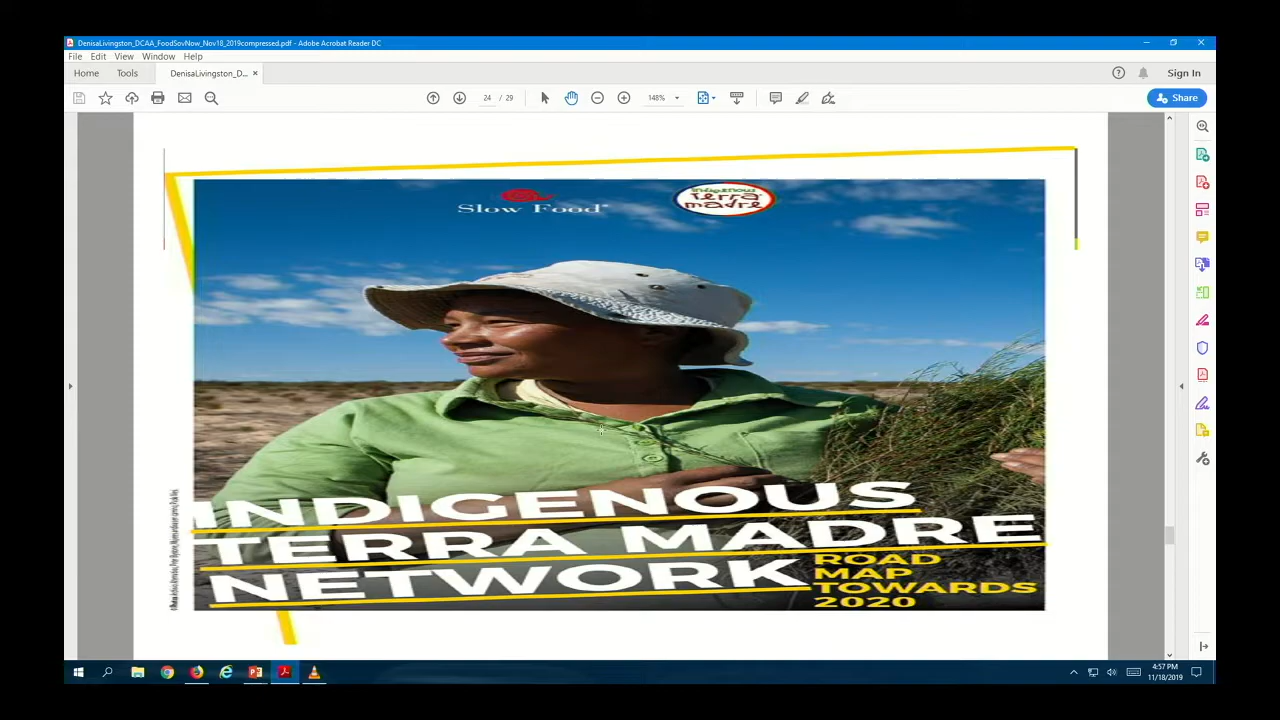 DenisaLivingston_DCAA_FoodSovNow_Nov18_2019compressed.pdf - Adobe Acrobat Reader DC
File Edit View Window Help
Home Tools DenisaLivingston_D... × Sign In
24 / 29 148% Share
Slow Food®
indigenous
terra
madre
INDIGENOUS
TERRA MADRE
NETWORK
ROAD
MAP
TOWARDS
2020
4:57 PM
11/18/2019